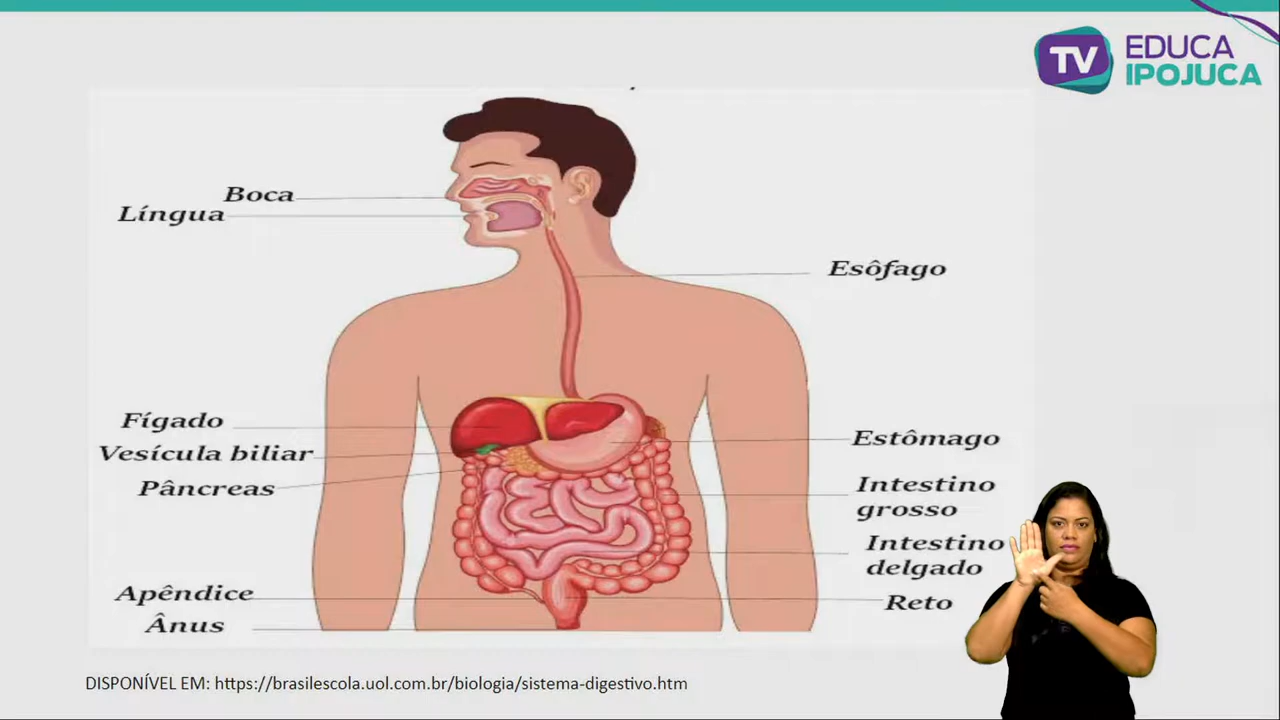 TV EDUCA
IPOJUCA
Boca
Língua
Esôfago
Fígado
Vesícula biliar
Pâncreas
Estômago
Intestino
grosso
Intestino
delgado
Apêndice
Ânus
Reto
DISPONÍVEL EM: https://brasilescola.uol.com.br/biologia/sistema-digestivo.htm